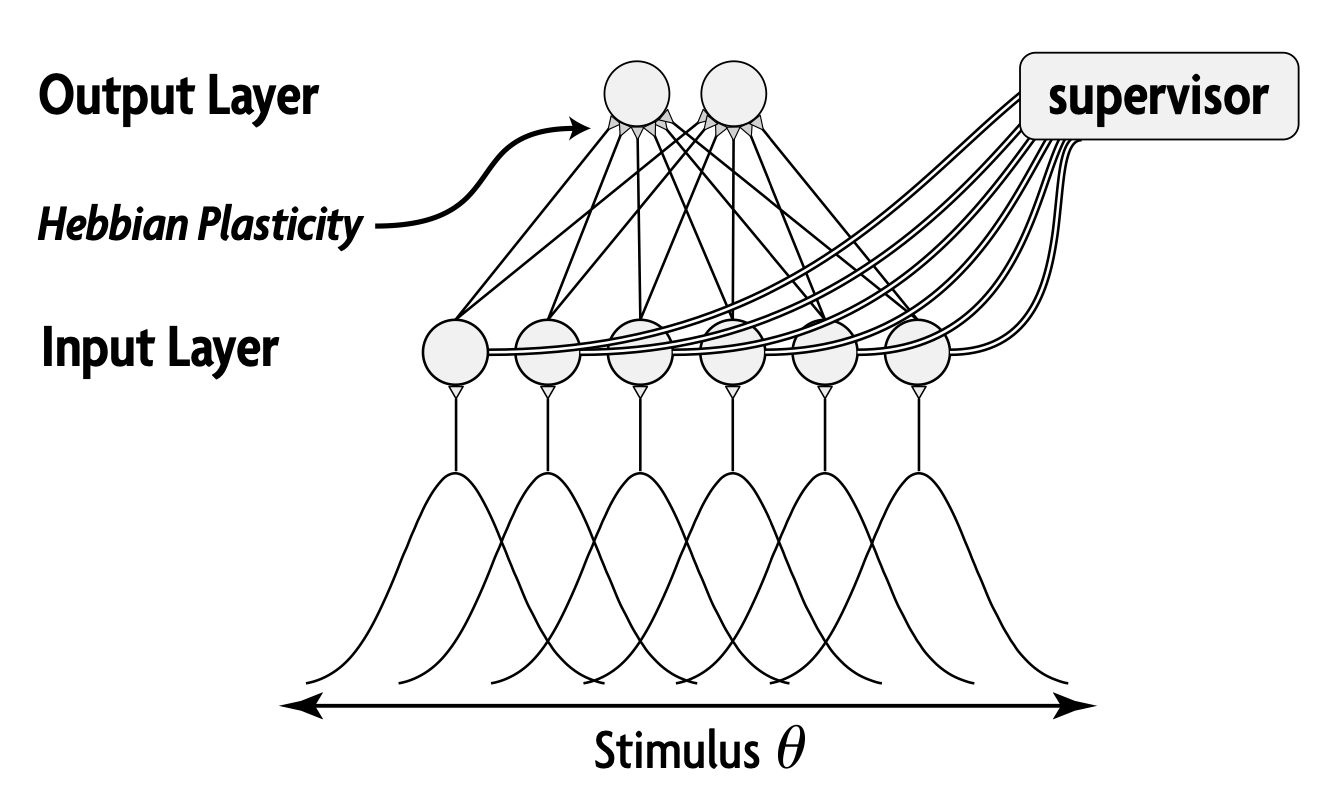 Output Layer
supervisor
Hebbian Plasticity
Input Layer
Stimulus θ